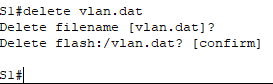 S1#delete vlan.dat
Delete filename [vlan.dat]?
Delete flash:/vlan.dat? [confirm]
S1#